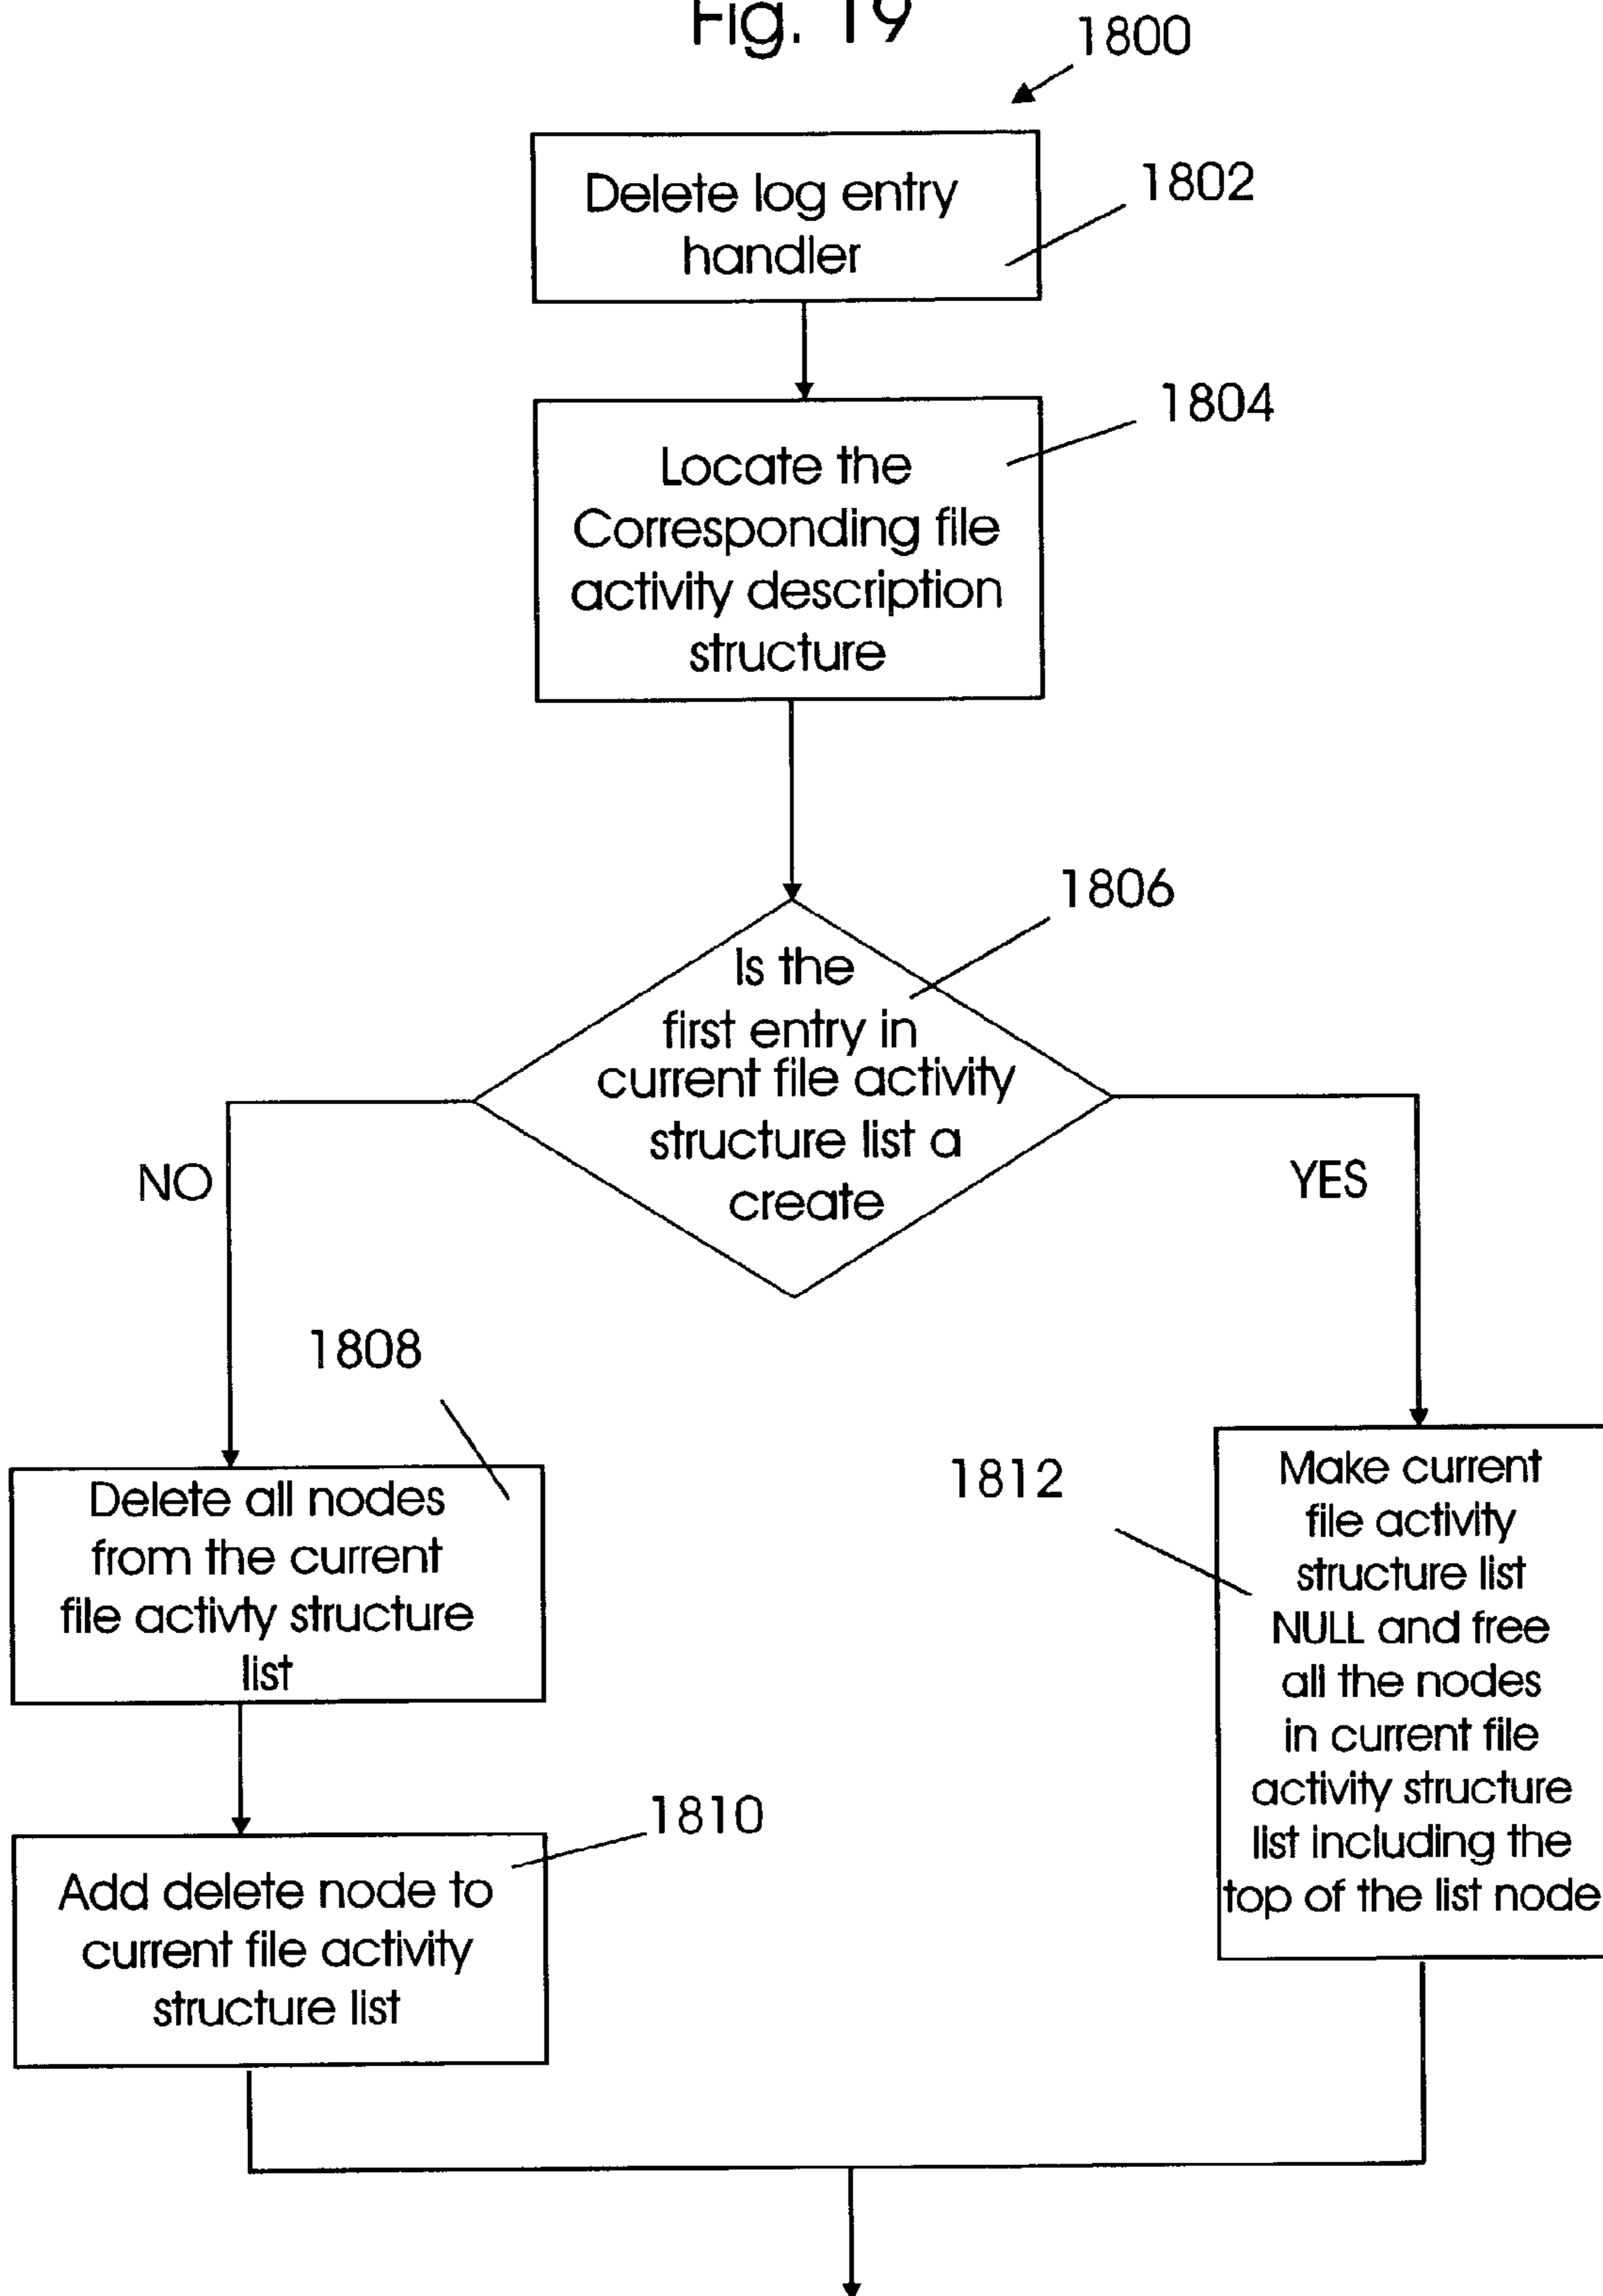 Fig. 19
1800
Delete log entry
handler
1802
Locate the
Corresponding file
activity description
structure
1804
Is the
first entry in
current file activity
structure list a
create
1806
NO
YES
1808
Delete all nodes
from the current
file activty structure
list
1810
Add delete node to
current file activity
structure list
1812
Make current
file activity
structure list
NULL and free
all the nodes
in current file
activity structure
list including the
top of the list node